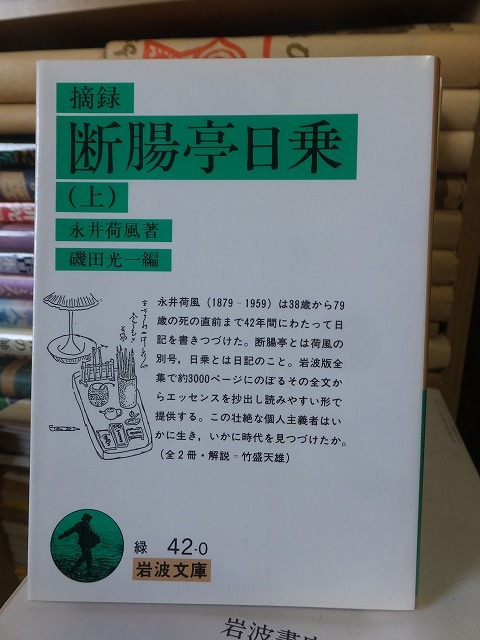 摘録
断腸亭日乗
(上)
永井荷風著
磯田光一編
永井荷風(1879‐1959)は38歳から79
歳の死の直前まで42年間にわたって日
記を書きつづけた。断腸亭とは荷風の
別号,日乗とは日記のこと。岩波版全
集で約3000ページにのぼるその全文か
らエッセンスを抄出し読みやすい形で
提供する。この壮絶な個人主義者はい
かに生き,いかに時代を見つづけたか。
(全2冊・解説=竹盛天雄)
緑 42-0
岩波文庫
岩波書